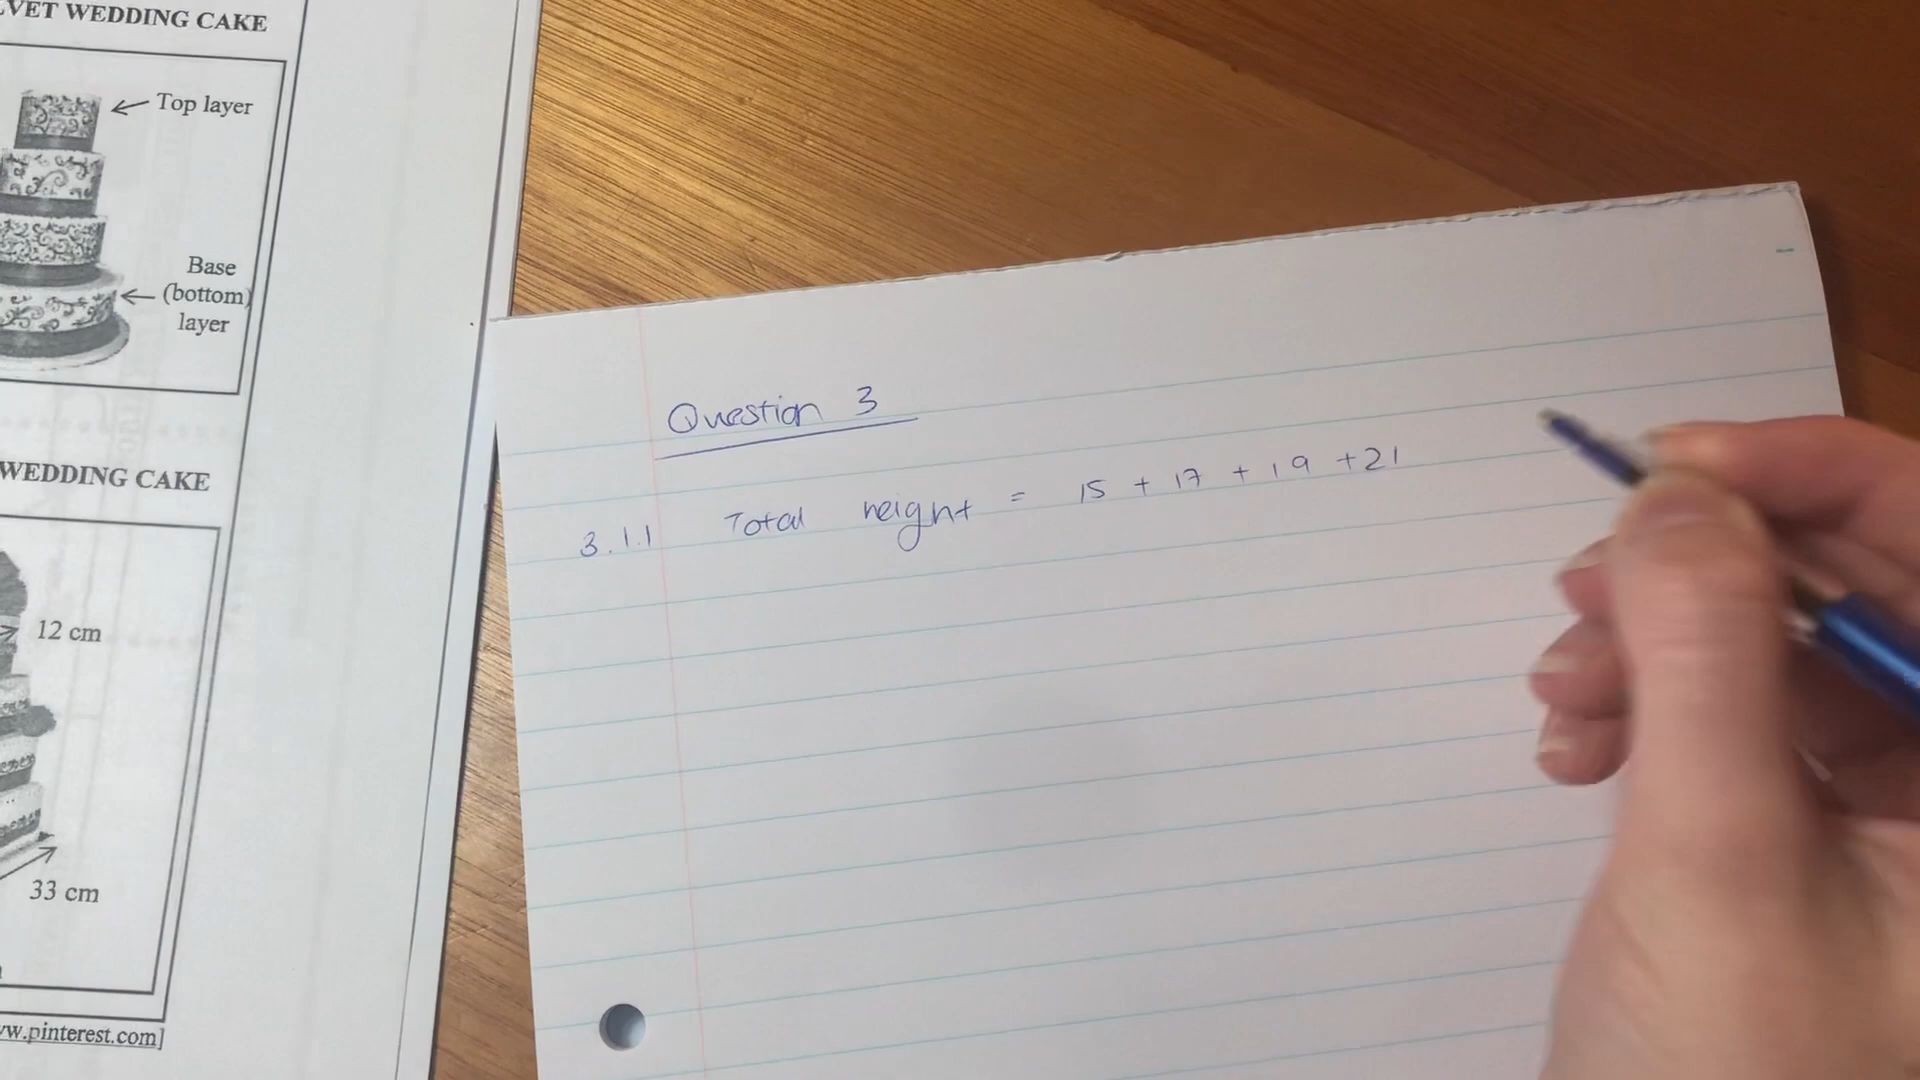 VET WEDDING CAKE
Top layer
Base
(bottom)
layer
WEDDING CAKE
12 cm
33 cm
w.pinterest.com]
Question 3
3.1.1 Total height = 15 + 17 + 19 + 21